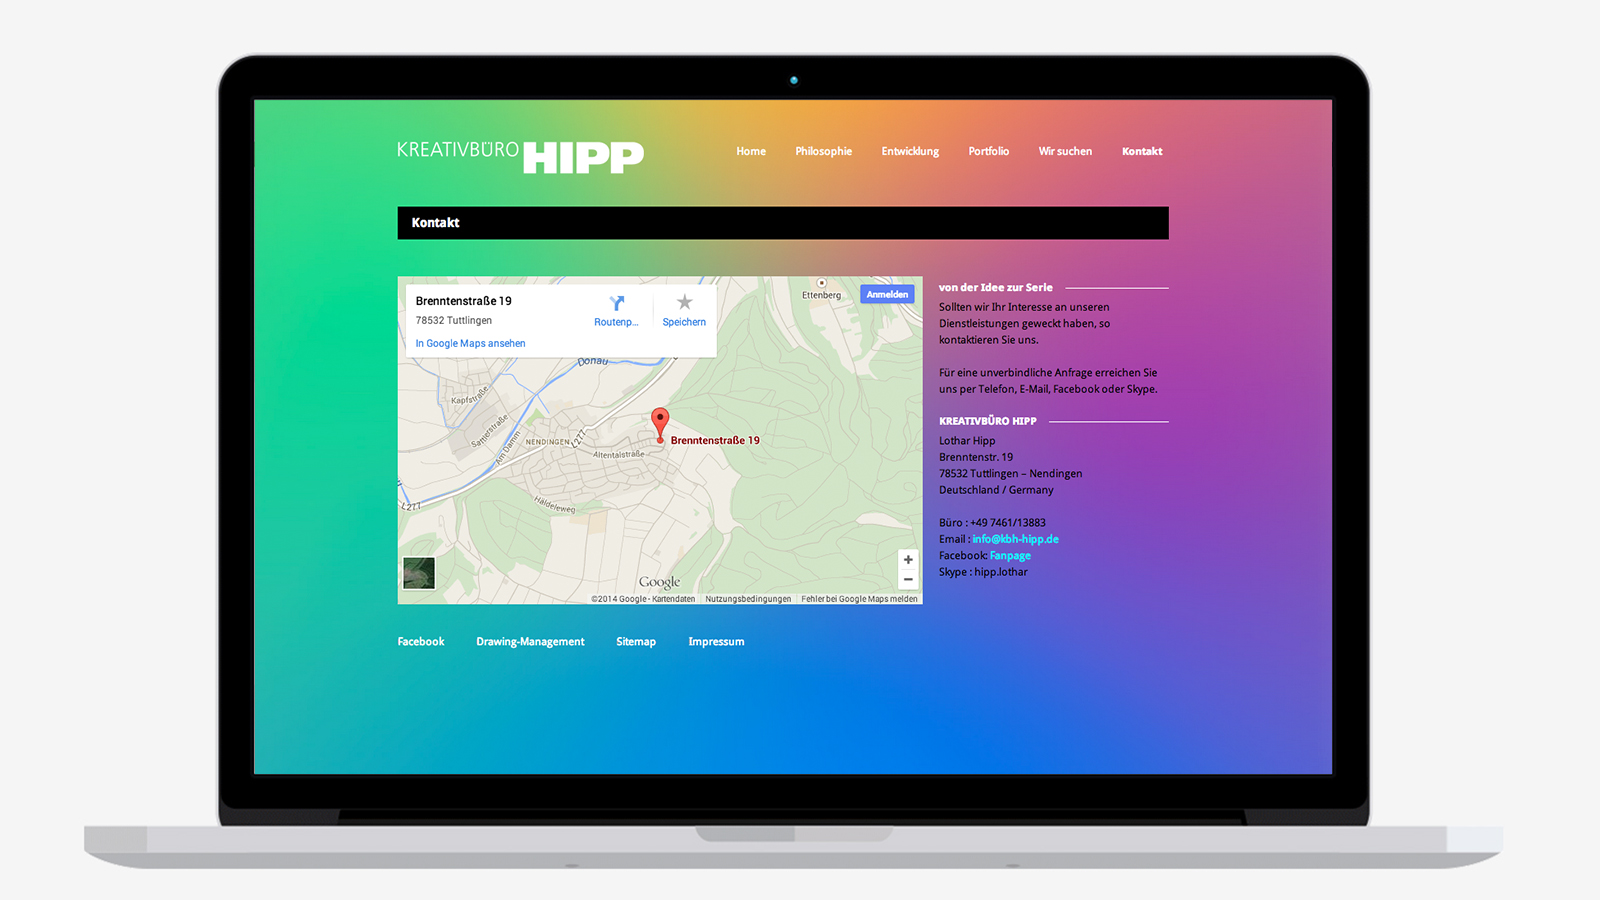 KREATIVBÜRO HIPP
Home Philosophie Entwicklung Portfolio Wir suchen Kontakt
Kontakt
Brenntenstraße 19
78532 Tuttlingen
In Google Maps ansehen
Routenp...
Speichern
Ettenberg
Anmelden
Donau
Kapfstraße
Samerstraße
Am Damm
NENDINGEN
L277
Altentalstraße
Brenntenstraße 19
L277
Häldeleweg
Google
©2014 Google - Kartendaten Nutzungsbedingungen Fehler bei Google Maps melden
von der Idee zur Serie
Sollten wir Ihr Interesse an unseren
Dienstleistungen geweckt haben, so
kontaktieren Sie uns.
Für eine unverbindliche Anfrage erreichen Sie
uns per Telefon, E-Mail, Facebook oder Skype.
KREATIVBÜRO HIPP
Lothar Hipp
Brenntenstr. 19
78532 Tuttlingen – Nendingen
Deutschland / Germany
Büro : +49 7461/13883
Email : info@kbh-hipp.de
Facebook: Fanpage
Skype : hipp.lothar
Facebook Drawing-Management Sitemap Impressum